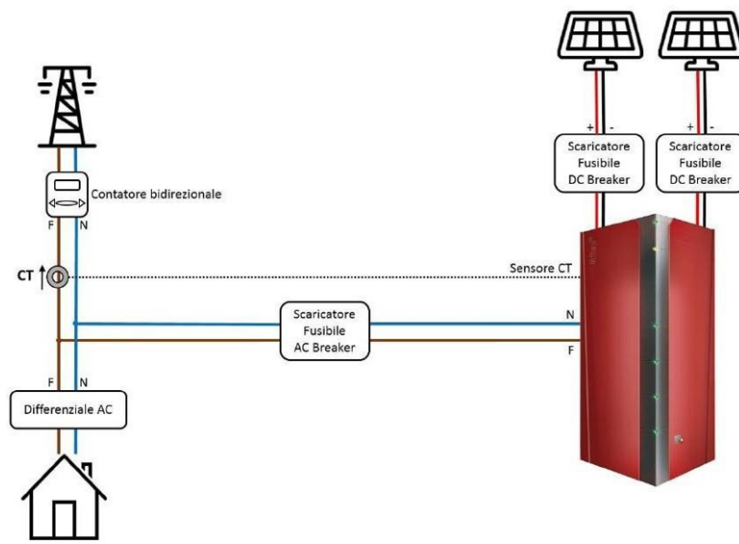 + -
+ -
Scaricatore
Fusibile
DC Breaker
Scaricatore
Fusibile
DC Breaker
Contatore bidirezionale
F N
CT
Sensore CT
Scaricatore
Fusibile
AC Breaker
N
F
F N
Differenziale AC